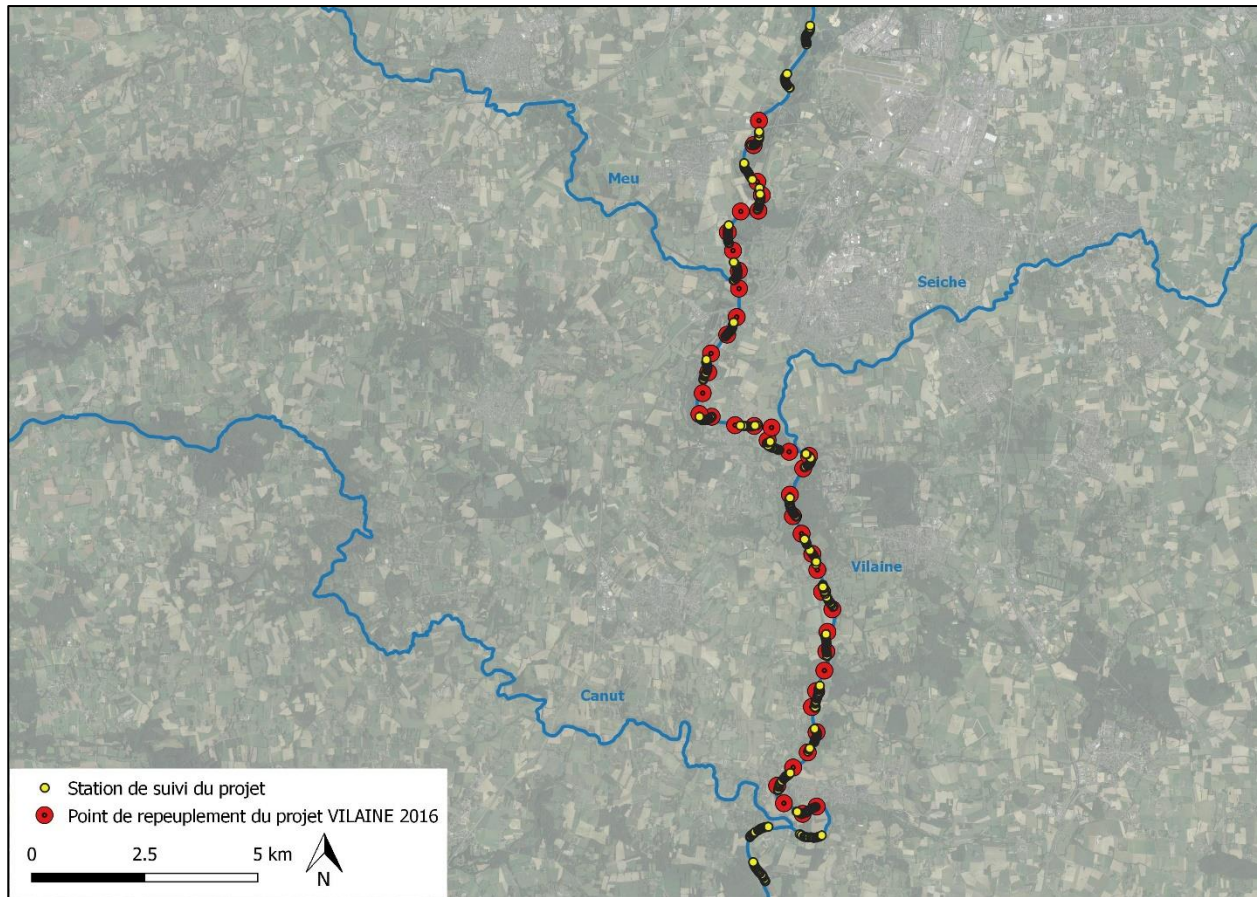 Meu
Seiche
Vilaine
Canut
Station de suivi du projet
Point de repeuplement du projet VILAINE 2016
0 2.5 5 km
N